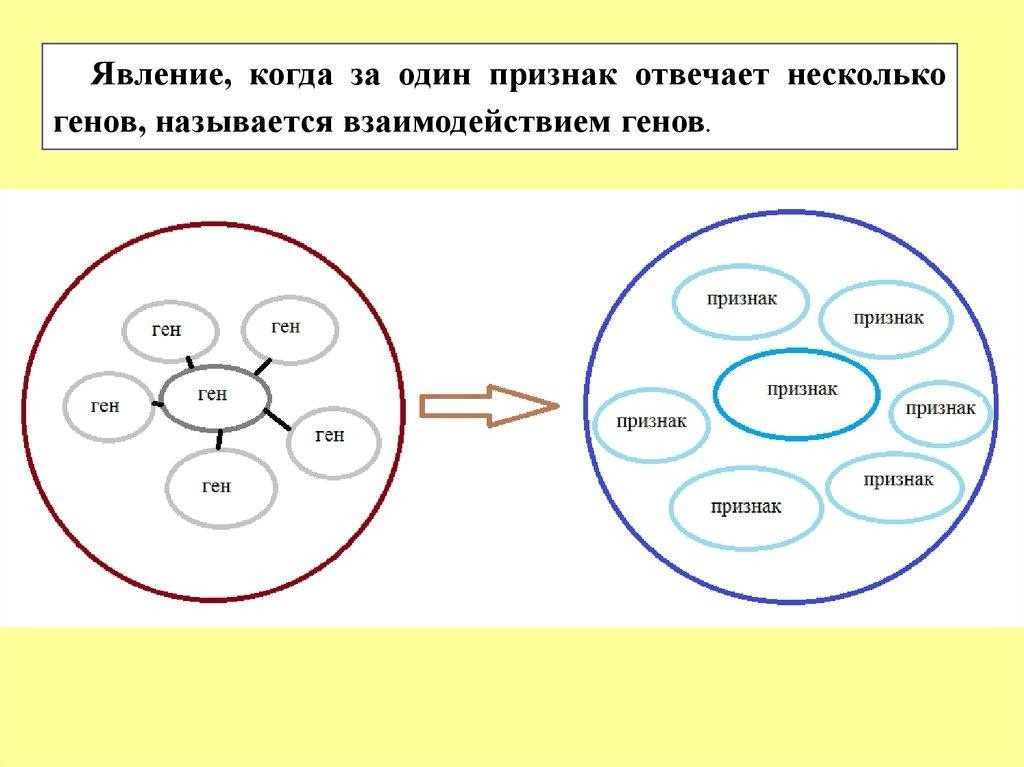 Явление, когда за один признак отвечает несколько
генов, называется взаимодействием генов.
ген
ген
ген
ген
ген
ген
признак
признак
признак
признак
признак
признак
признак